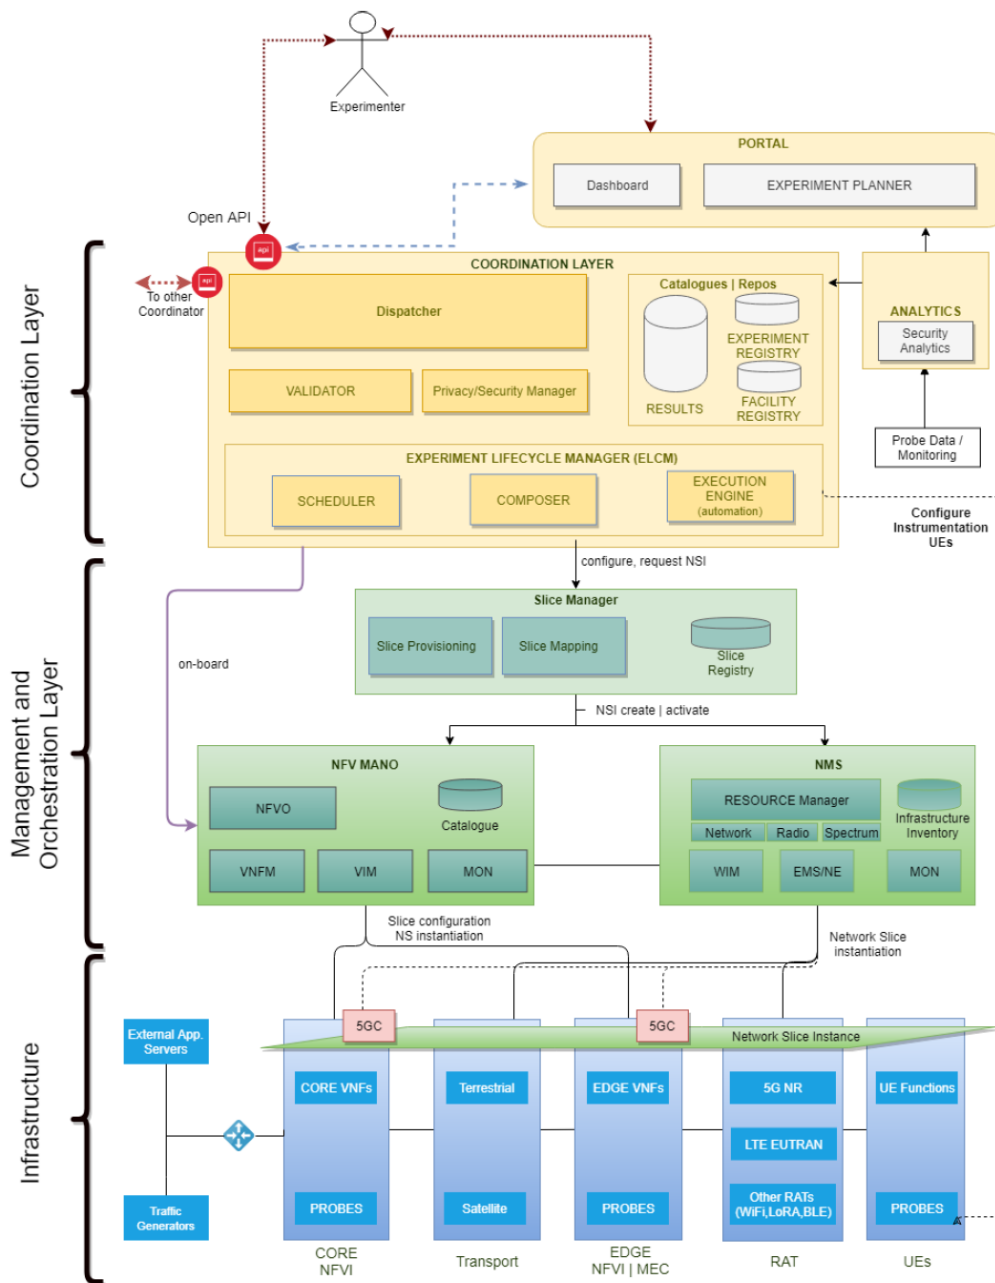 Experimenter
PORTAL
Dashboard
EXPERIMENT PLANNER
Open API
api
api
To other
Coordinator
Coordination Layer
COORDINATION LAYER
Dispatcher
VALIDATOR
Privacy/Security Manager
Catalogues | Repos
RESULTS
EXPERIMENT
REGISTRY
FACILITY
REGISTRY
ANALYTICS
Security
Analytics
Probe Data /
Monitoring
EXPERIMENT LIFECYCLE MANAGER (ELCM)
SCHEDULER
COMPOSER
EXECUTION
ENGINE
(automation)
Configure
Instrumentation
UEs
configure, request NSI
Management and
Orchestration Layer
on-board
Slice Manager
Slice Provisioning
Slice Mapping
Slice
Registry
NSI create | activate
NFV MANO
NFVO
Catalogue
VNFM
VIM
MON
NMS
RESOURCE Manager
Network
Radio
Spectrum
Infrastructure
Inventory
WIM
EMS/NE
MON
Slice configuration
NS instantiation
Network Slice
instantiation
Infrastructure
External App.
Servers
Traffic
Generators
5GC
5GC
Network Slice Instance
CORE VNFs
PROBES
CORE
NFVI
Terrestrial
Satellite
Transport
EDGE VNFs
PROBES
EDGE
NFVI | MEC
5G NR
LTE EUTRAN
Other RATs
(WiFi,LoRA,BLE)
RAT
UE Functions
PROBES
UEs